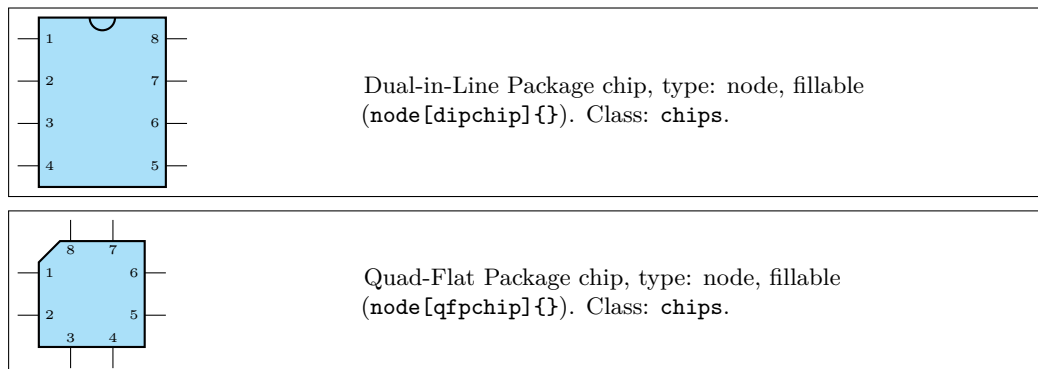 1 8
2 7
3 6
4 5
Dual-in-Line Package chip, type: node, fillable
(node[dipchip]{}). Class: chips.
8 7
1 6
2 5
3 4
Quad-Flat Package chip, type: node, fillable
(node[qfpchip]{}). Class: chips.